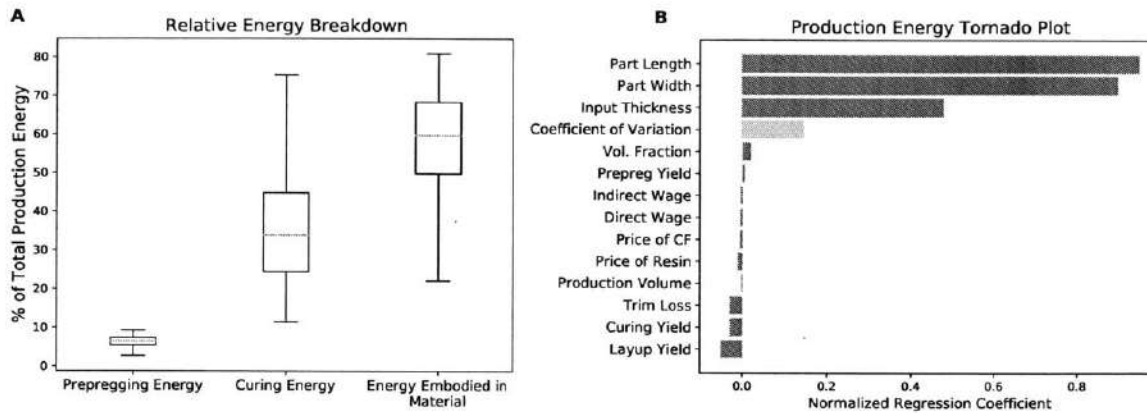 A
Relative Energy Breakdown
% of Total Production Energy
80
70
60
50
40
30
20
10
0
Prepregging Energy
Curing Energy
Energy Embodied in
Material
B
Production Energy Tornado Plot
Part Length
Part Width
Input Thickness
Coefficient of Variation
Vol. Fraction
Prepreg Yield
Indirect Wage
Direct Wage
Price of CF
Price of Resin
Production Volume
Trim Loss
Curing Yield
Layup Yield
0.0
0.2
0.4
0.6
0.8
Normalized Regression Coefficient